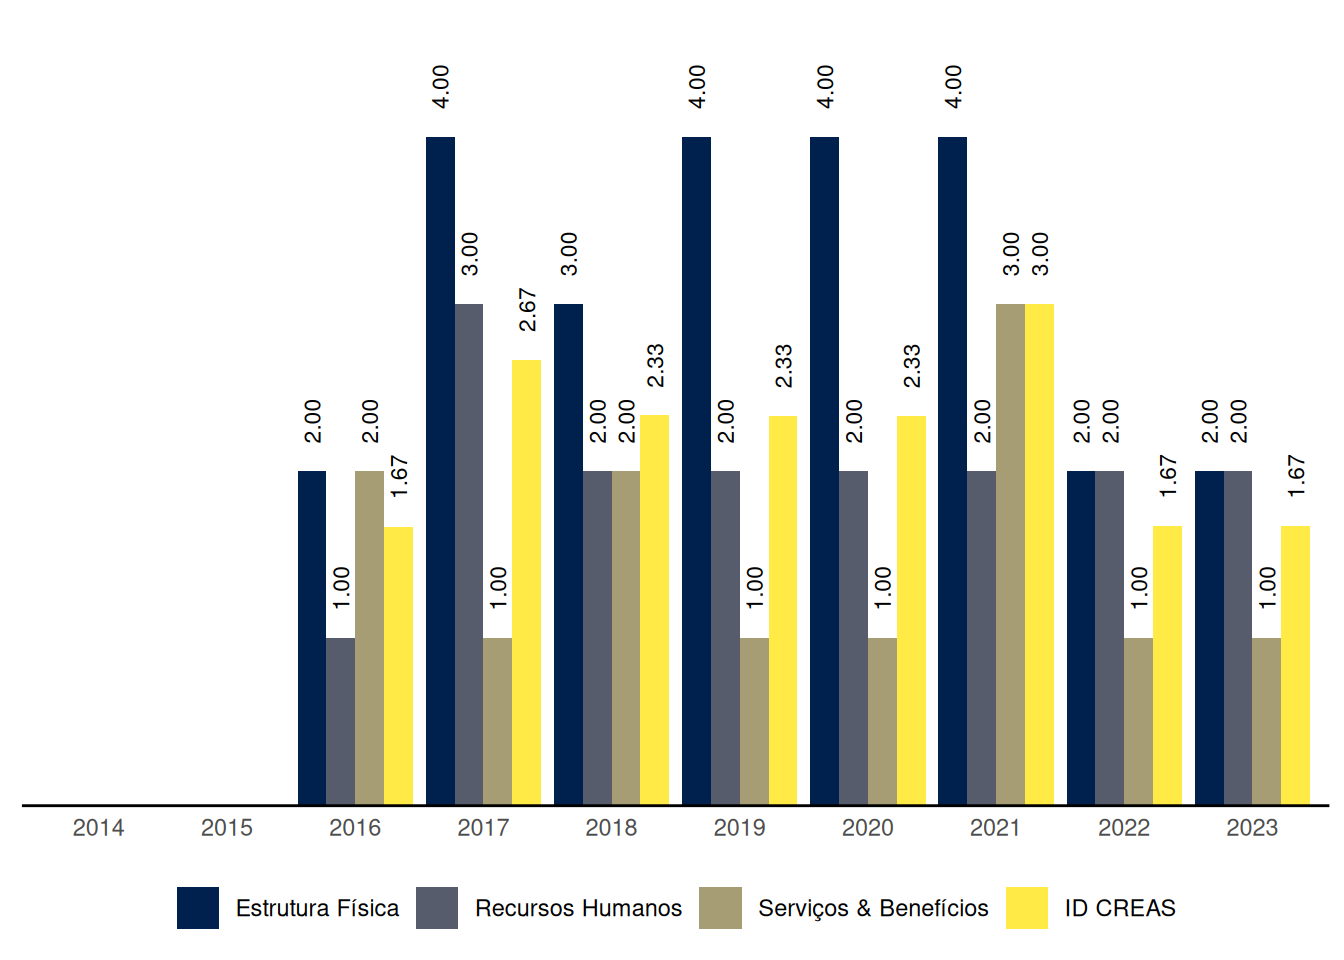 4.00 4.00 4.00 4.00
3.00 3.00 3.00 3.00
2.67
2.33 2.33 2.33
2.00 2.00 2.00 2.00 2.00 2.00 2.00 2.00 2.00 2.00 2.00
1.67 1.67 1.67
1.00 1.00 1.00 1.00 1.00 1.00
2014 2015 2016 2017 2018 2019 2020 2021 2022 2023
Estrutura Física Recursos Humanos Serviços & Benefícios ID CREAS